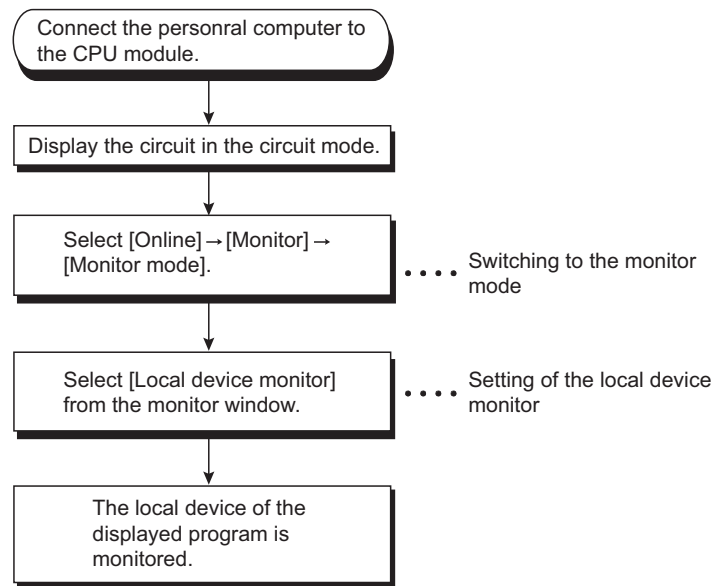 Connect the personral computer to
the CPU module.
Display the circuit in the circuit mode.
Select [Online]→[Monitor]→
[Monitor mode].
Switching to the monitor
mode
Select [Local device monitor]
from the monitor window.
Setting of the local device
monitor
The local device of the
displayed program is
monitored.